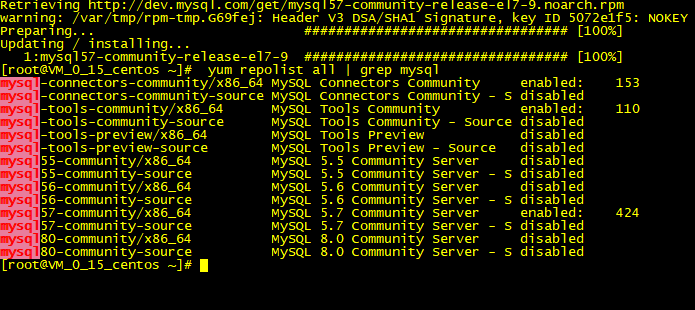 Retrieving http://dev.mysql.com/get/mysql57-community-release-el7-9.noarch.rpm
warning: /var/tmp/rpm-tmp.G69fej: Header V3 DSA/SHA1 Signature, key ID 5072e1f5: NOKEY
Preparing...                          ################################# [100%]
Updating / installing...
   1:mysql57-community-release-el7-9  ################################# [100%]
[root@VM_0_15_centos ~]#  yum repolist all | grep mysql
mysql-connectors-community/x86_64 MySQL Connectors Community     enabled:    153
mysql-connectors-community-source MySQL Connectors Community - S disabled
mysql-tools-community/x86_64      MySQL Tools Community          enabled:    110
mysql-tools-community-source      MySQL Tools Community - Source disabled
mysql-tools-preview/x86_64        MySQL Tools Preview            disabled
mysql-tools-preview-source        MySQL Tools Preview - Source   disabled
mysql55-community/x86_64          MySQL 5.5 Community Server     disabled
mysql55-community-source          MySQL 5.5 Community Server - S disabled
mysql56-community/x86_64          MySQL 5.6 Community Server     disabled
mysql56-community-source          MySQL 5.6 Community Server - S disabled
mysql57-community/x86_64          MySQL 5.7 Community Server     enabled:    424
mysql57-community-source          MySQL 5.7 Community Server - S disabled
mysql80-community/x86_64          MySQL 8.0 Community Server     disabled
mysql80-community-source          MySQL 8.0 Community Server - S disabled
[root@VM_0_15_centos ~]#